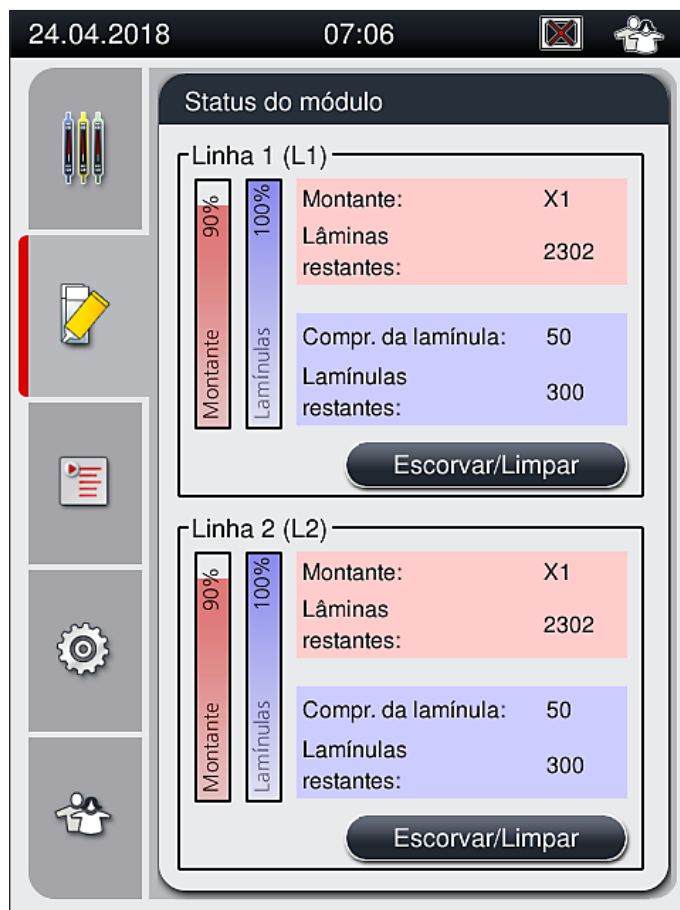 24.04.2018 07:06
Status do módulo
Linha 1 (L1)
90% Montante
100% Lamínulas
Montante: X1
Lâminas
restantes: 2302
Compr. da lamínula: 50
Lamínulas
restantes: 300
Escorvar/Limpar
Linha 2 (L2)
90% Montante
100% Lamínulas
Montante: X1
Lâminas
restantes: 2302
Compr. da lamínula: 50
Lamínulas
restantes: 300
Escorvar/Limpar